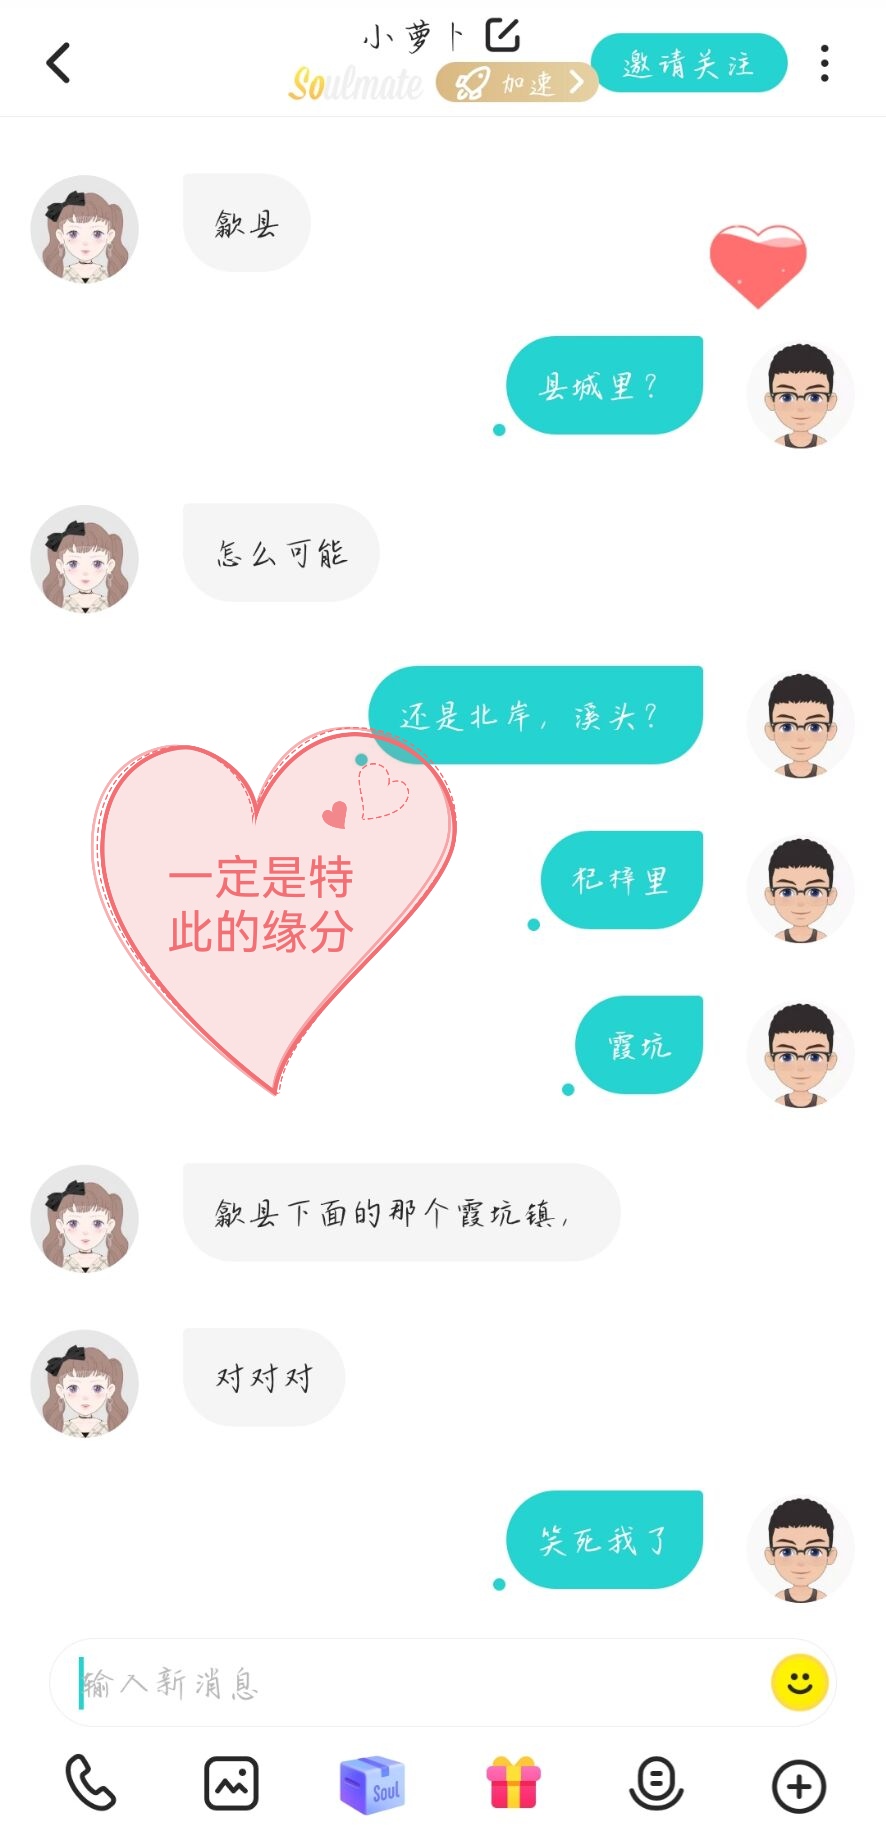 小萝卜
Soulmate
加速
邀请关注
歙县
县城里？
怎么可能
还是北岸，溪头？
杞梓里
一定是特
此的缘分
霞坑
歙县下面的那个霞坑镇，
对对对
笑死我了
输入新消息
Soul